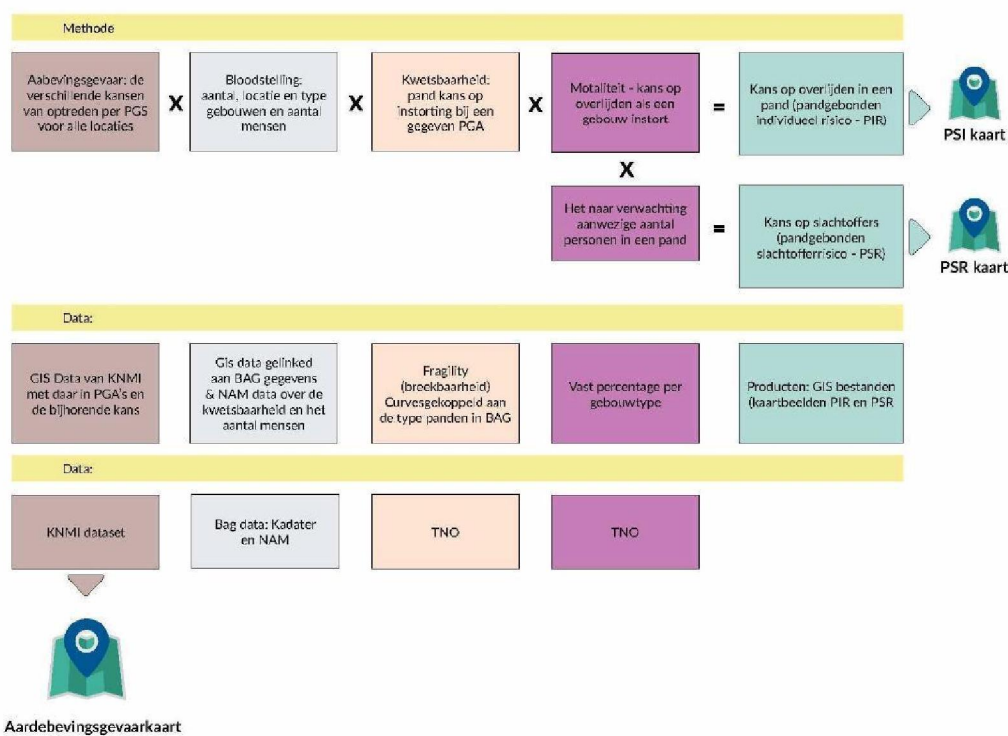 Methode
Aabevingsgevaar: de
verschillende kansen
van optreden per PGS
voor alle locaties
X
Bloodstelling:
aantal, locatie en type
gebouwen en aantal
mensen
X
Kwetsbaarheid:
pand kans op
instorting bij een
gegeven PGA
X
Motaliteit - kans op
overlijden als een
gebouw instort
=
Kans op overlijden in een
pand (pandgebonden
individueel risico - PIR)
PSI kaart
X
Het naar verwachting
aanwezige aantal
personen in een pand
=
Kans op slachtoffers
(pandgebonden
slachtofferrisico - PSR)
PSR kaart
Data:
GIS Data van KNMI
met daar in PGA's en
de bijhorende kans
Gis data gelinked
aan BAG gegevens
& NAM data over de
kwetsbaarheid en het
aantal mensen
Fragility
(breekbaarheid)
Curvesgekoppeld aan
de type panden in BAG
Vast percentage per
gebouwtype
Producten: GIS bestanden
(kaartbeelden PIR en PSR
Data:
KNMI dataset
Bag data: Kadater
en NAM
TNO
TNO
Aardebevingsgevaarkaart